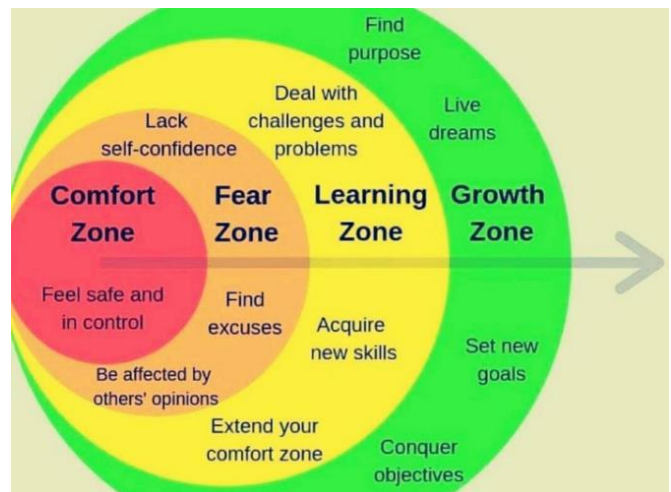 Find
purpose
Deal with
challenges and
problems
Live
dreams
Lack
self-confidence
Comfort
Zone
Fear
Zone
Learning
Zone
Growth
Zone
Feel safe and
in control
Find
excuses
Acquire
new skills
Set new
goals
Be affected by
others' opinions
Extend your
comfort zone
Conquer
objectives